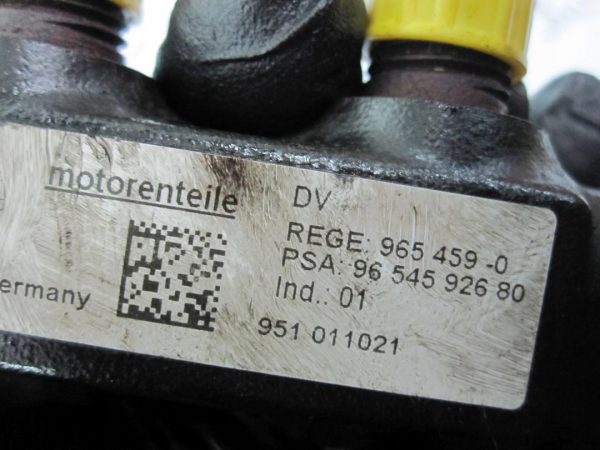 motorenteile
DV
REGE: 965 459 -0
PSA: 96 545 926 80
Ind.: 01
ermany
951 011021